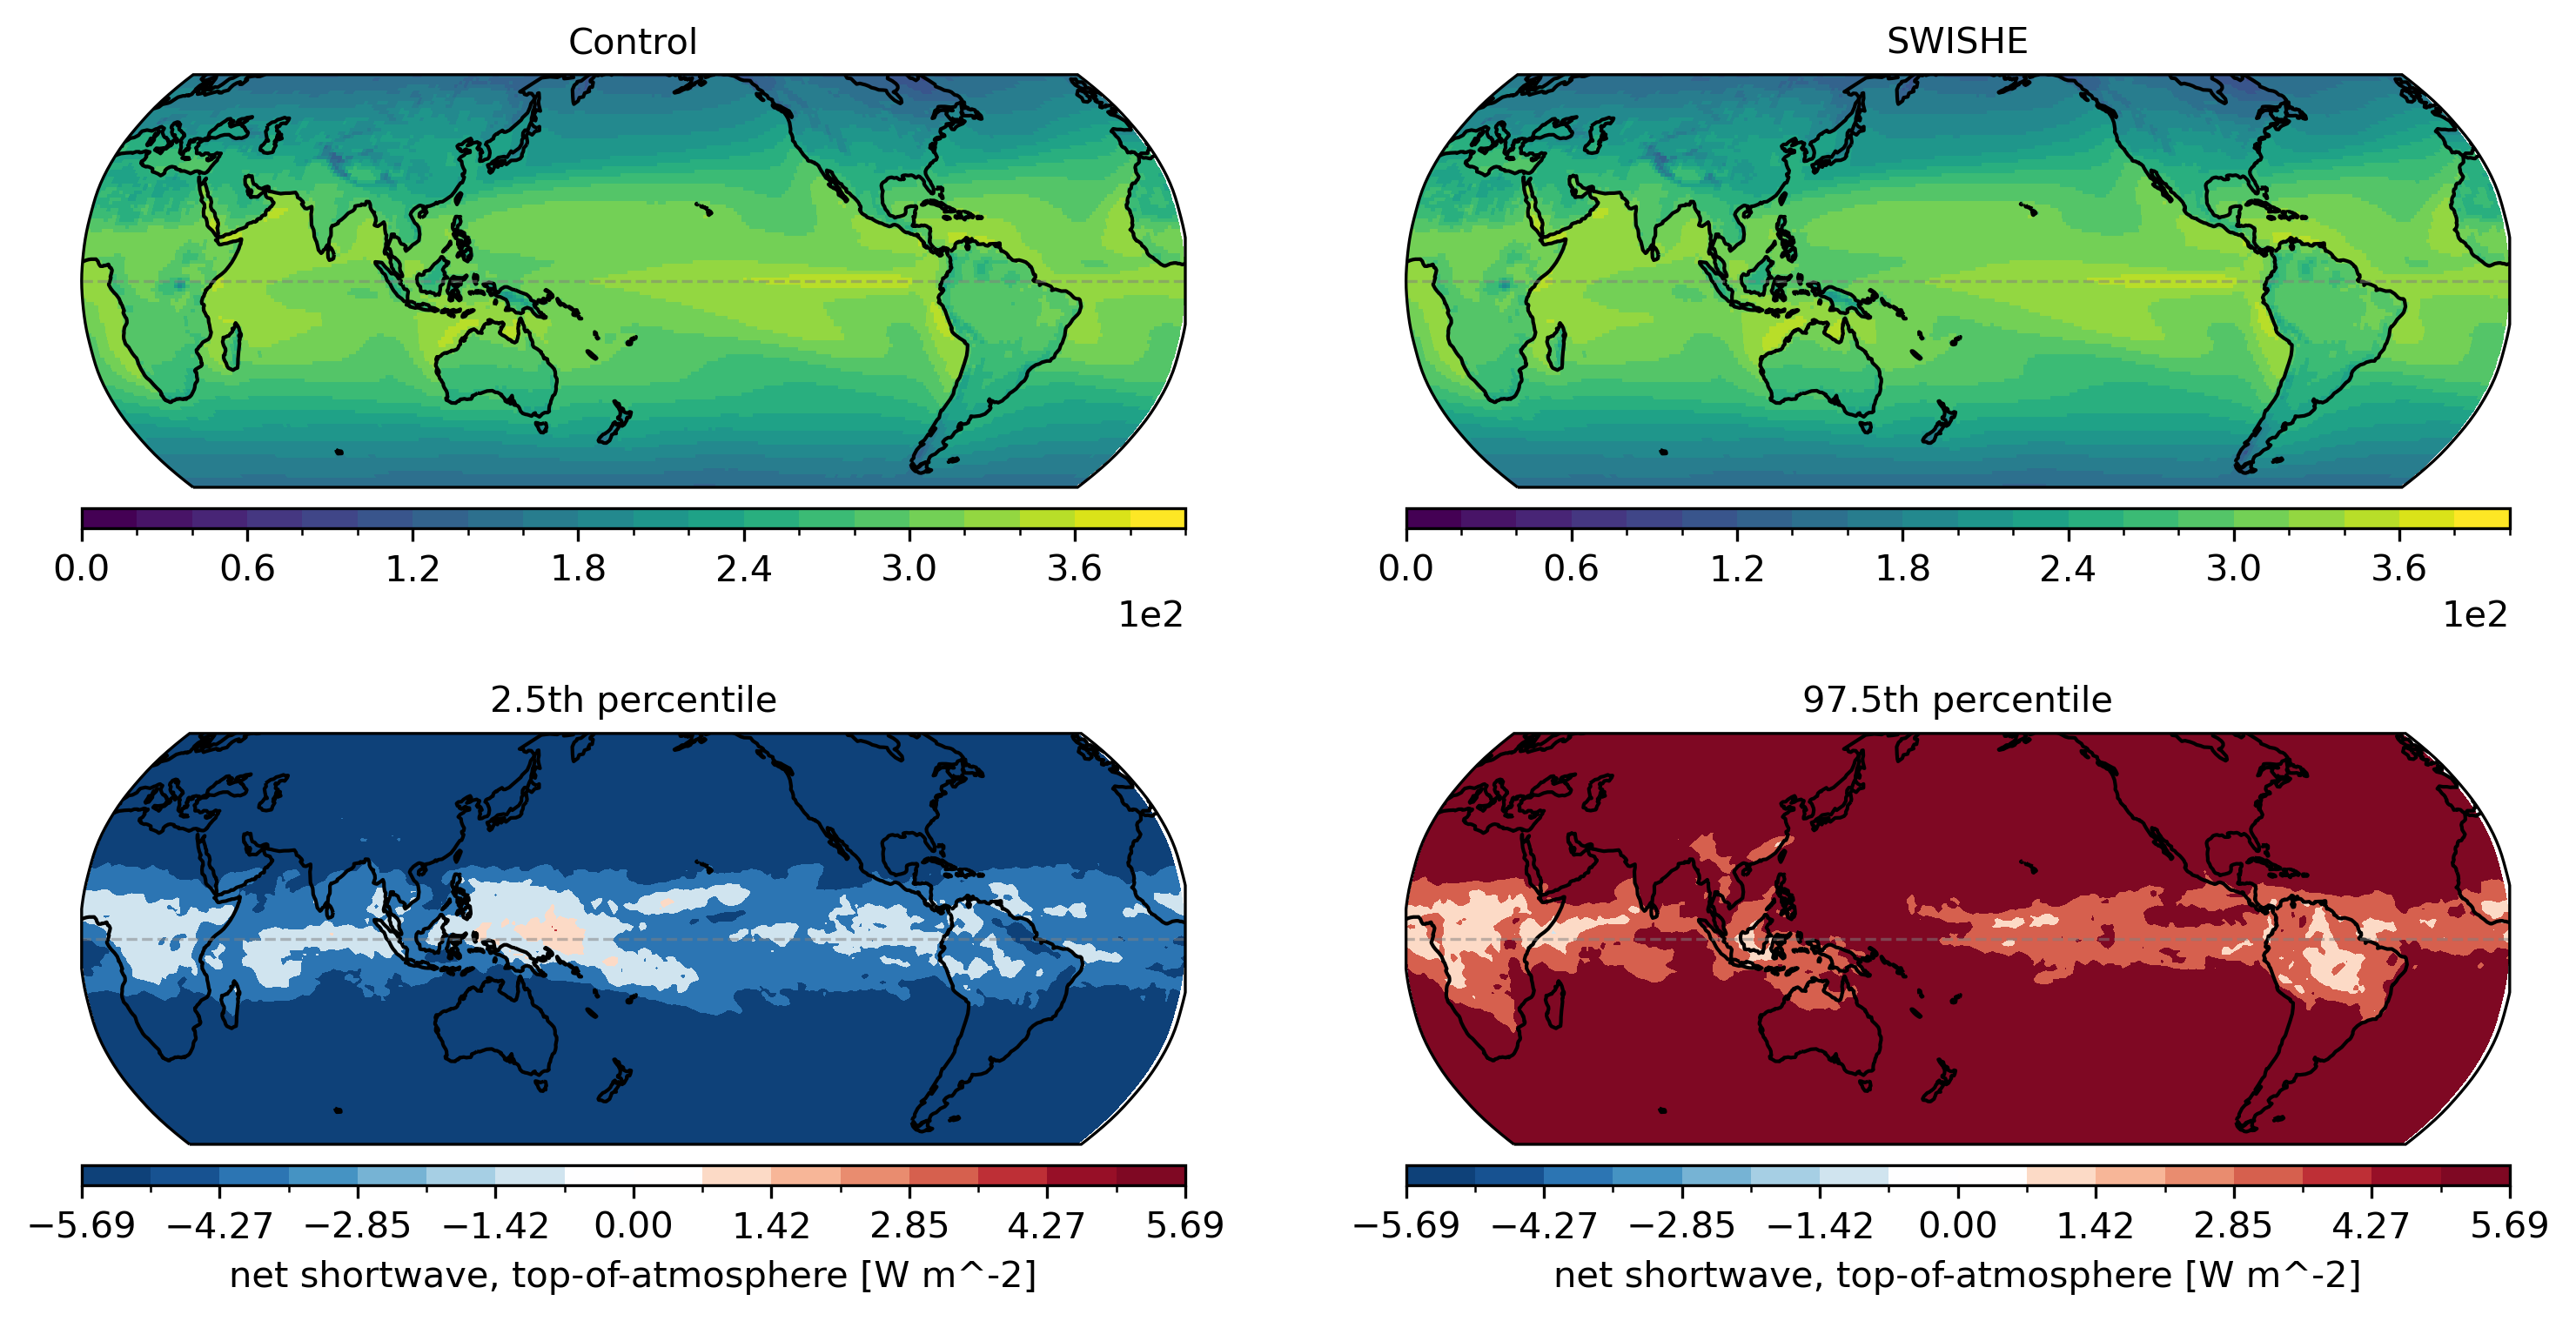 Control
SWISHE
0.0 0.6 1.2 1.8 2.4 3.0 3.6
1e2
0.0 0.6 1.2 1.8 2.4 3.0 3.6
1e2
2.5th percentile
97.5th percentile
−5.69 −4.27 −2.85 −1.42 0.00 1.42 2.85 4.27 5.69
net shortwave, top-of-atmosphere [W m^-2]
−5.69 −4.27 −2.85 −1.42 0.00 1.42 2.85 4.27 5.69
net shortwave, top-of-atmosphere [W m^-2]